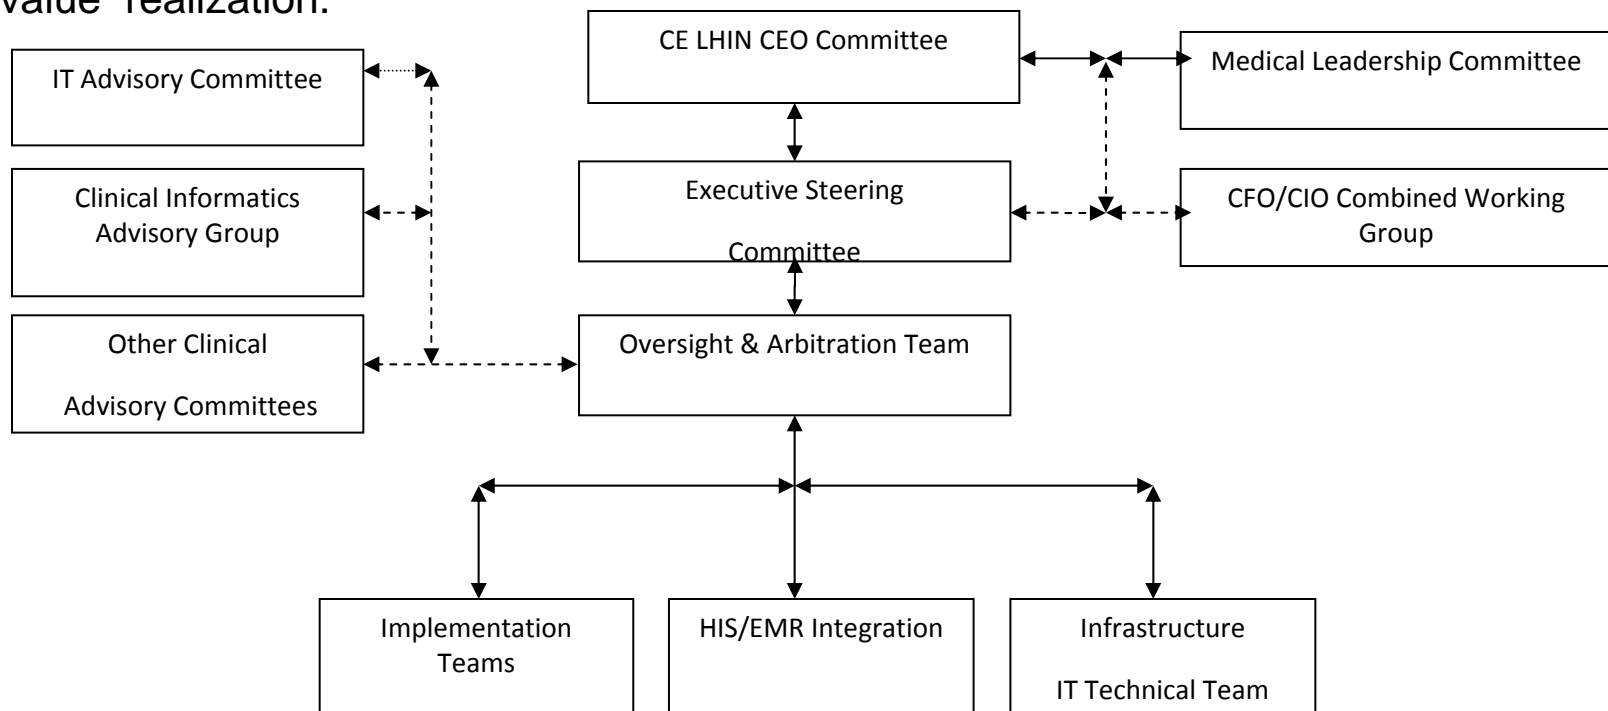 value realization.
CE LHIN CEO Committee
Medical Leadership Committee
IT Advisory Committee
Executive Steering
Committee
Clinical Informatics
Advisory Group
CFO/CIO Combined Working
Group
Other Clinical
Advisory Committees
Oversight & Arbitration Team
Implementation
Teams
HIS/EMR Integration
Infrastructure
IT Technical Team